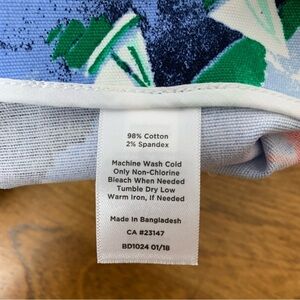 98% Cotton
2% Spandex
Machine Wash Cold
Only Non-Chlorine
Bleach When Needed
Tumble Dry Low
Warm Iron, If Needed
Made In Bangladesh
CA #23147
BD1024 01/18